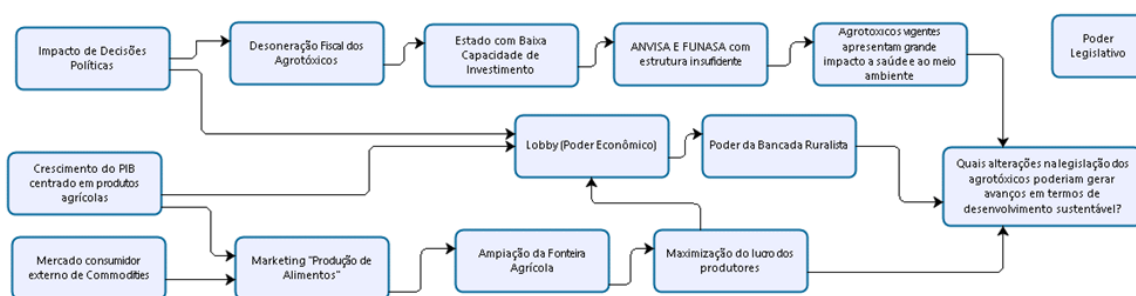 Impacto de Decisões
Políticas
Desoneração Fiscal dos
Agrotóxicos
Estado com Baixa
Capacidade de
Investimento
ANVISA E FUNASA com
estrutura insuficiente
Agrotoxicos vigentes
apresentam grande
impacto a saúde e ao meio
ambiente
Poder
Legislativo
Lobby (Poder Econômico)
Poder da Bancada Ruralista
Crescimento do PIB
centrado em produtos
agrícolas
Quais alterações na legislação dos
agrotóxicos poderiam gerar
avanços em termos de
desenvolvimento sustentável?
Mercado consumidor
externo de Commodities
Marketing "Produção de
Alimentos"
Ampiação da Fonteira
Agrícola
Maximização do lucro dos
produtores